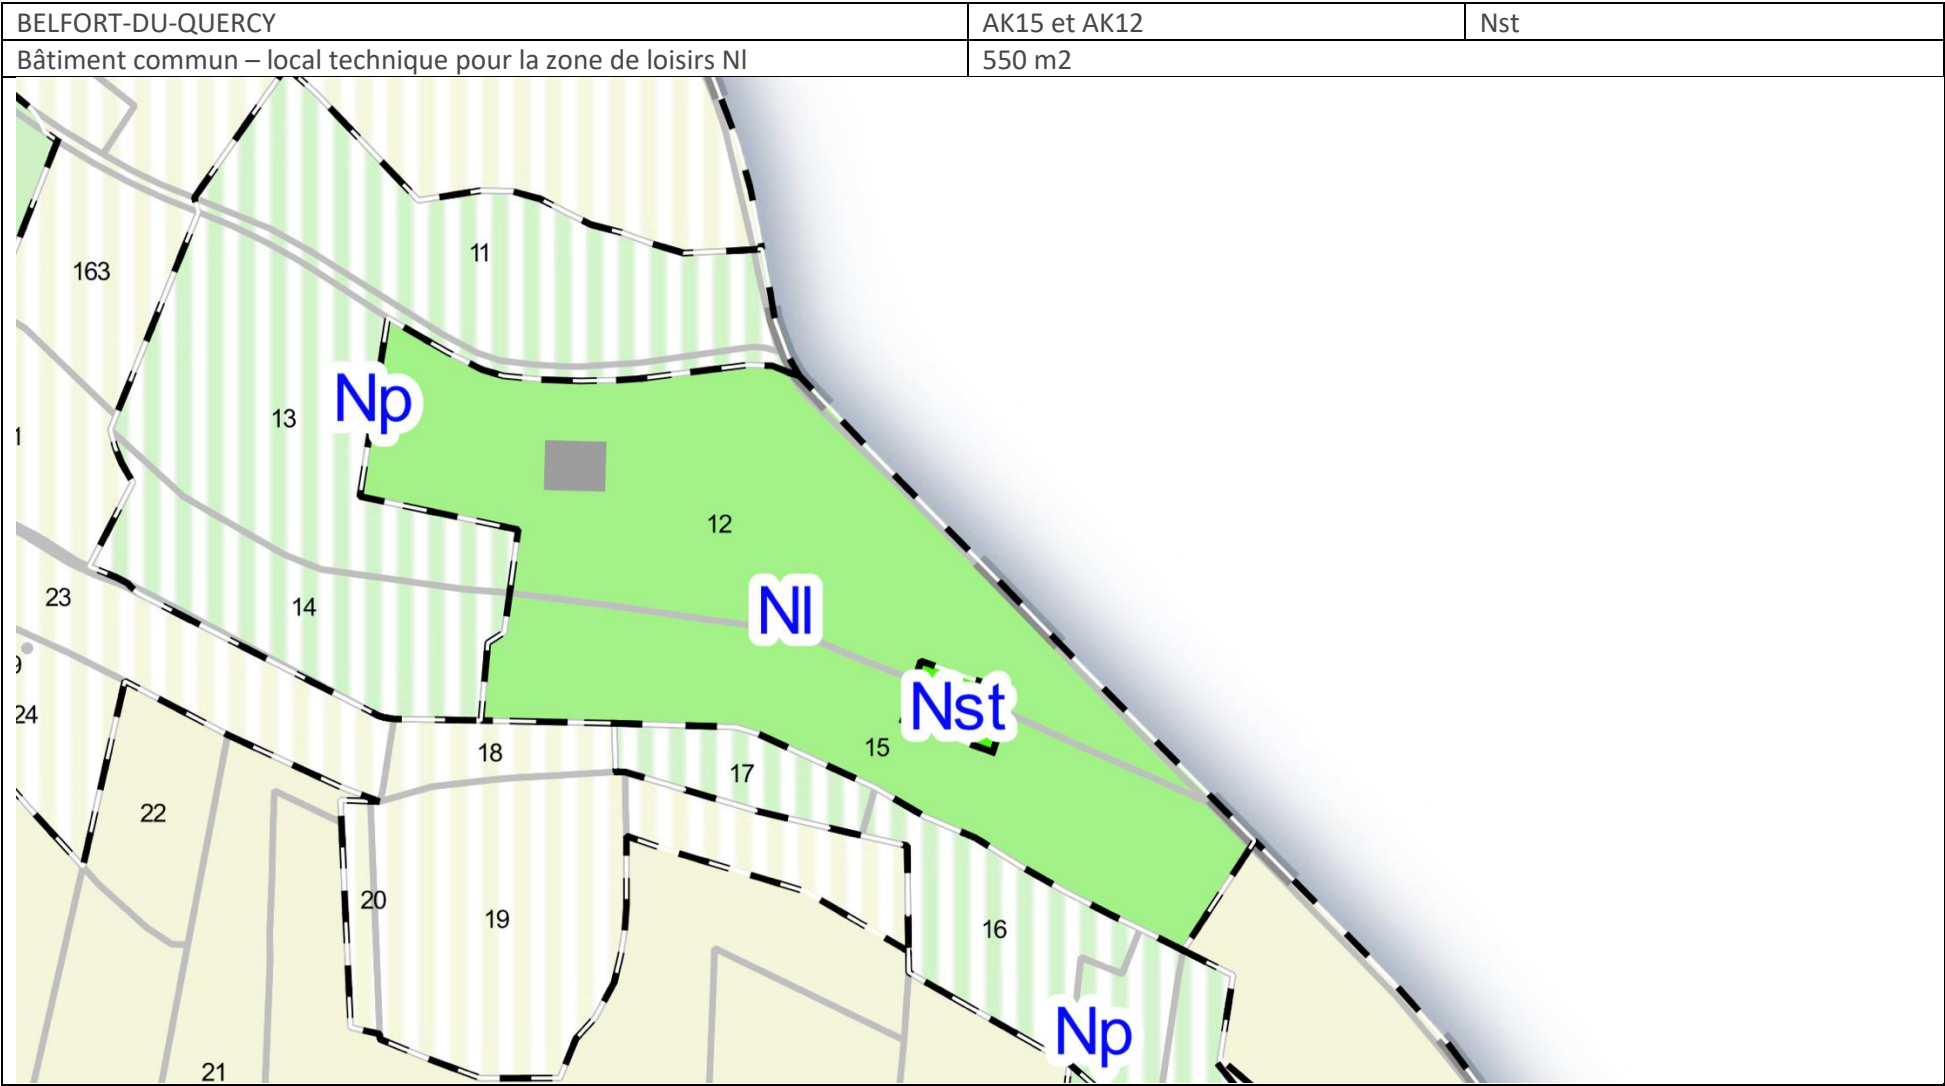 BELFORT-DU-QUERCY AK15 et AK12 Nst
Bâtiment commun – local technique pour la zone de loisirs Nl 550 m2
11
163
Np
13
12
23
14
Nl
24
Nst
15
18
17
22
20
19
16
Np
21